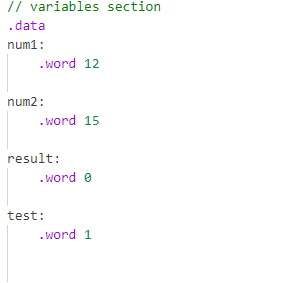 // variables section
.data
num1:
.word 12
num2:
.word 15
result:
.word 0
test:
.word 1